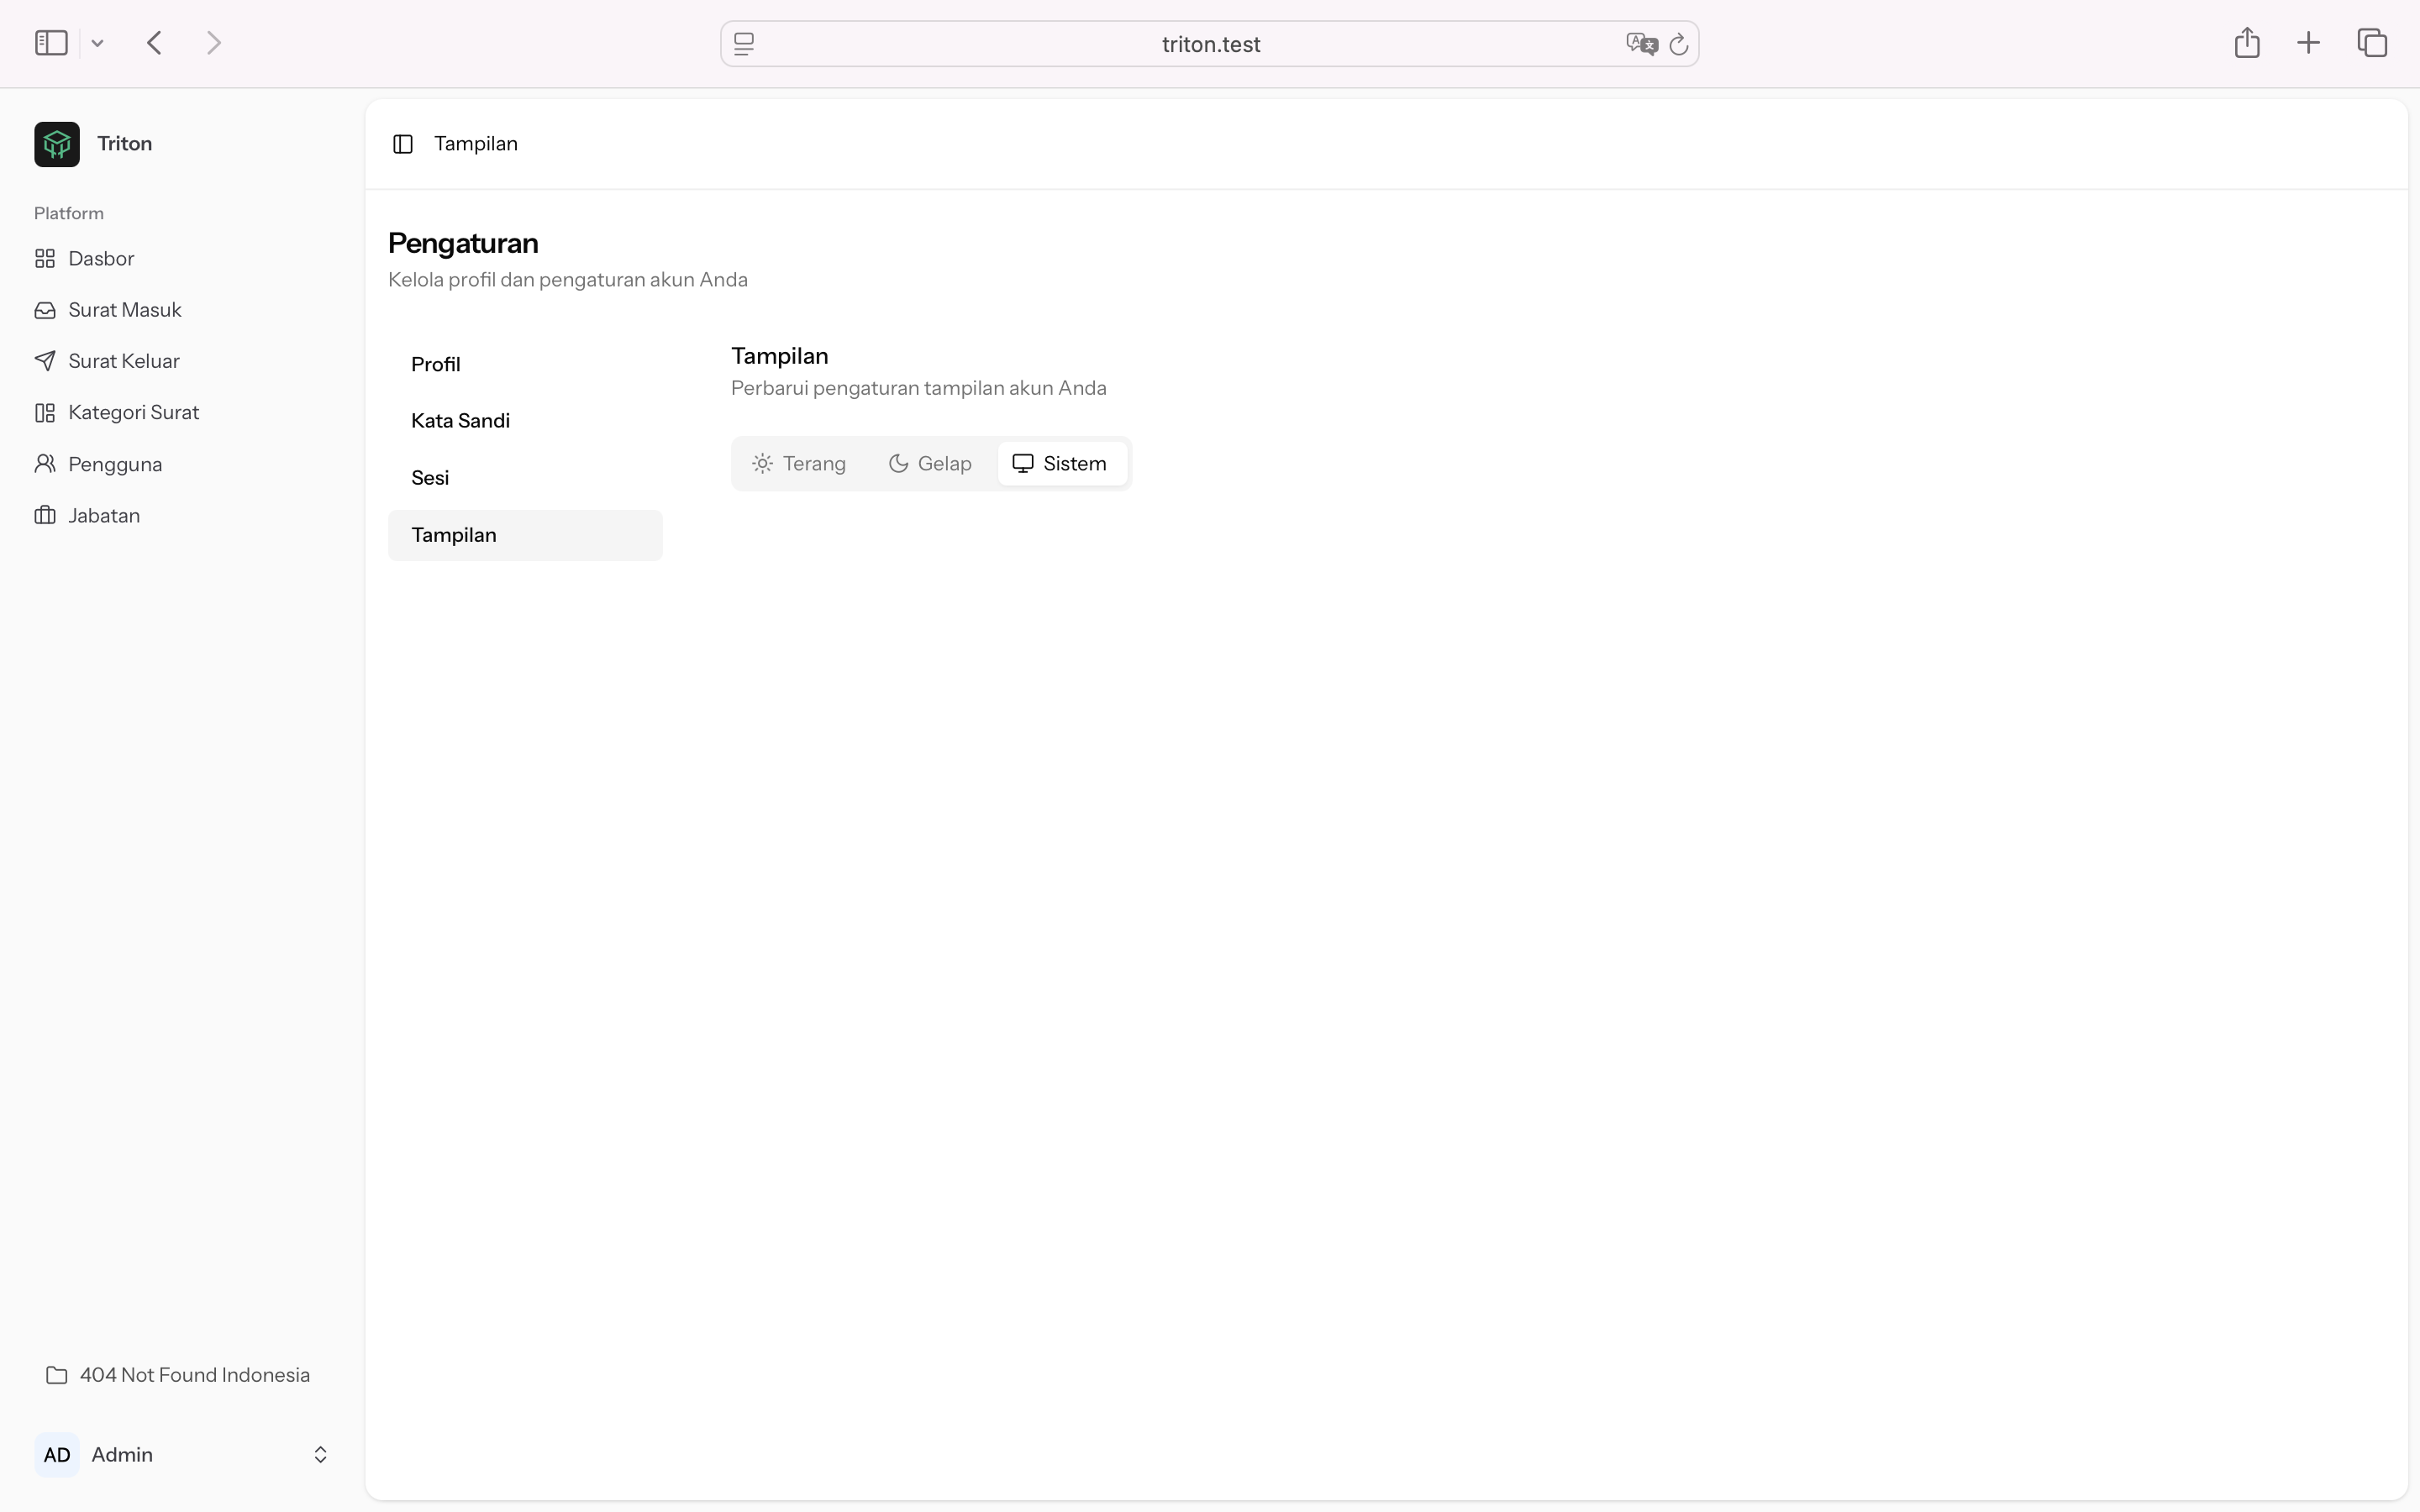 triton.test
Triton
Platform
Dasbor
Surat Masuk
Surat Keluar
Kategori Surat
Pengguna
Jabatan
404 Not Found Indonesia
AD Admin
Tampilan
Pengaturan
Kelola profil dan pengaturan akun Anda
Profil
Kata Sandi
Sesi
Tampilan
Tampilan
Perbarui pengaturan tampilan akun Anda
Terang Gelap Sistem